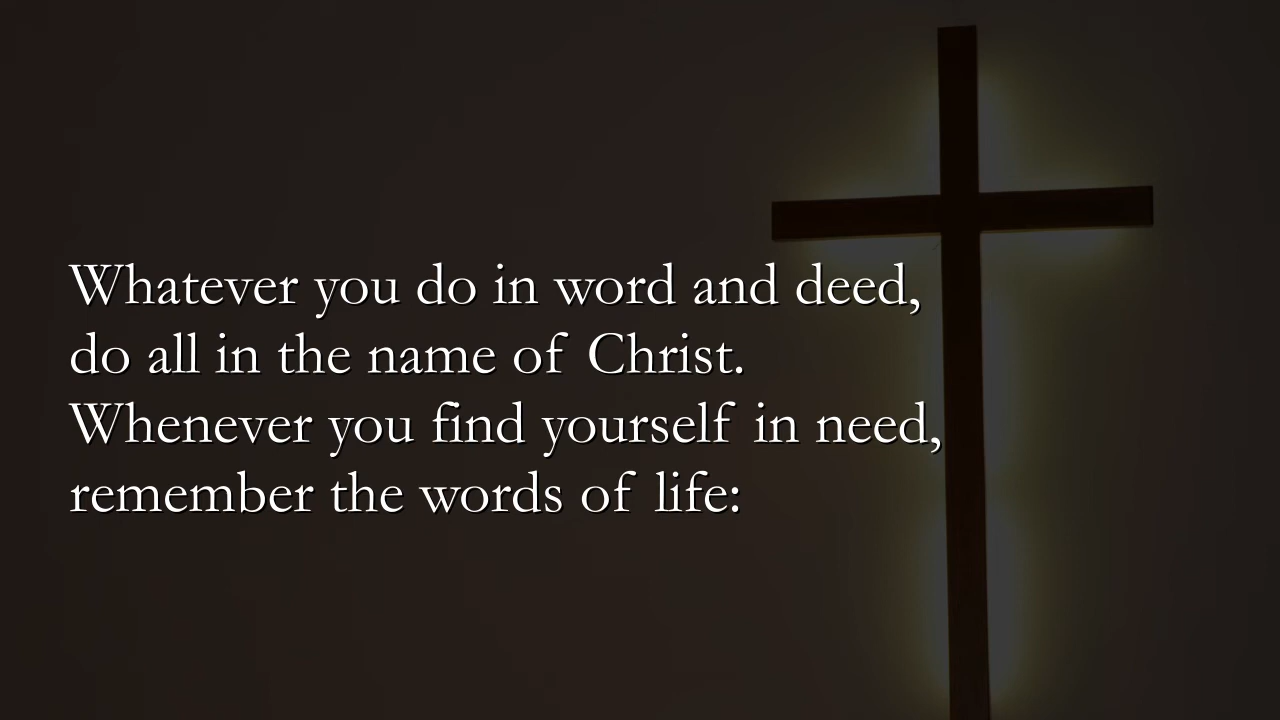 Whatever you do in word and deed,
do all in the name of Christ.
Whenever you find yourself in need,
remember the words of life: